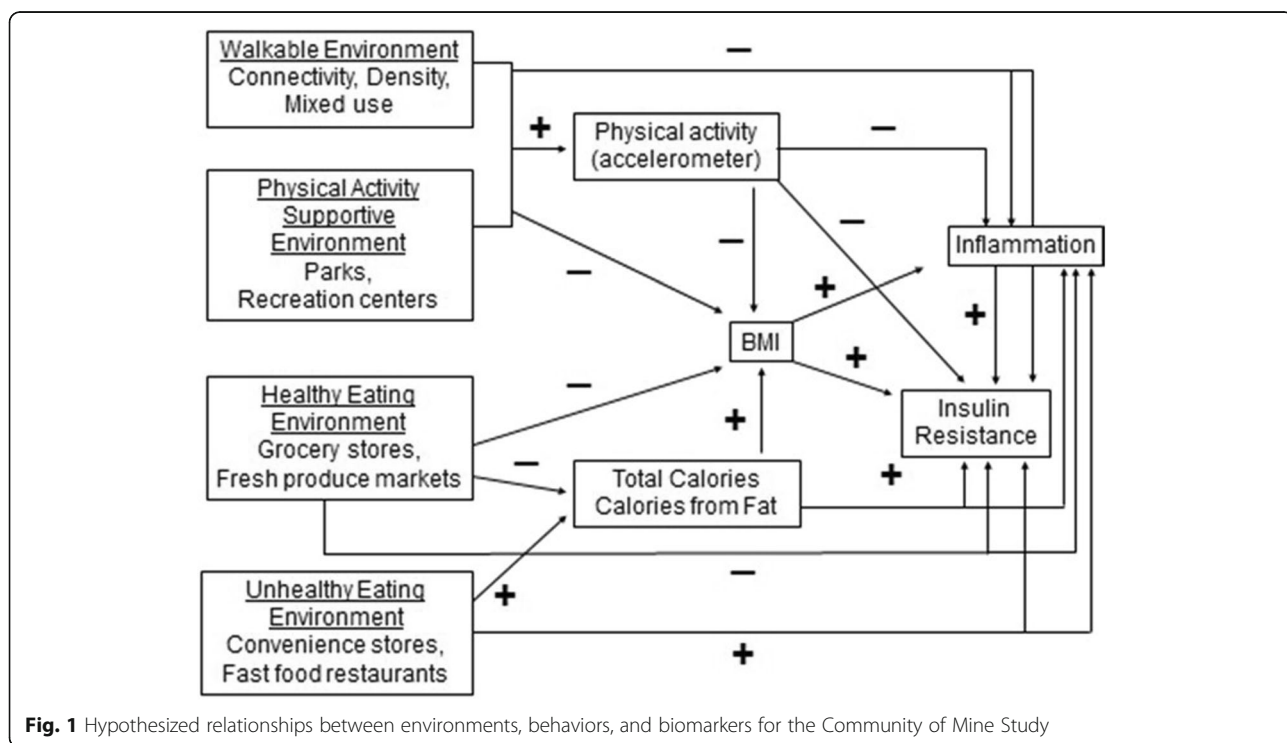 Walkable Environment
Connectivity, Density,
Mixed use
–
+
Physical activity
(accelerometer)
–
Physical Activity
Supportive
Environment
Parks,
Recreation centers
–
–
–
Inflammation
+
+
BMI
+
–
Healthy Eating
Environment
Grocery stores,
Fresh produce markets
–
+
Insulin
Resistance
Total Calories
Calories from Fat
+
Unhealthy Eating
Environment
Convenience stores,
Fast food restaurants
+
–
+
Fig. 1 Hypothesized relationships between environments, behaviors, and biomarkers for the Community of Mine Study